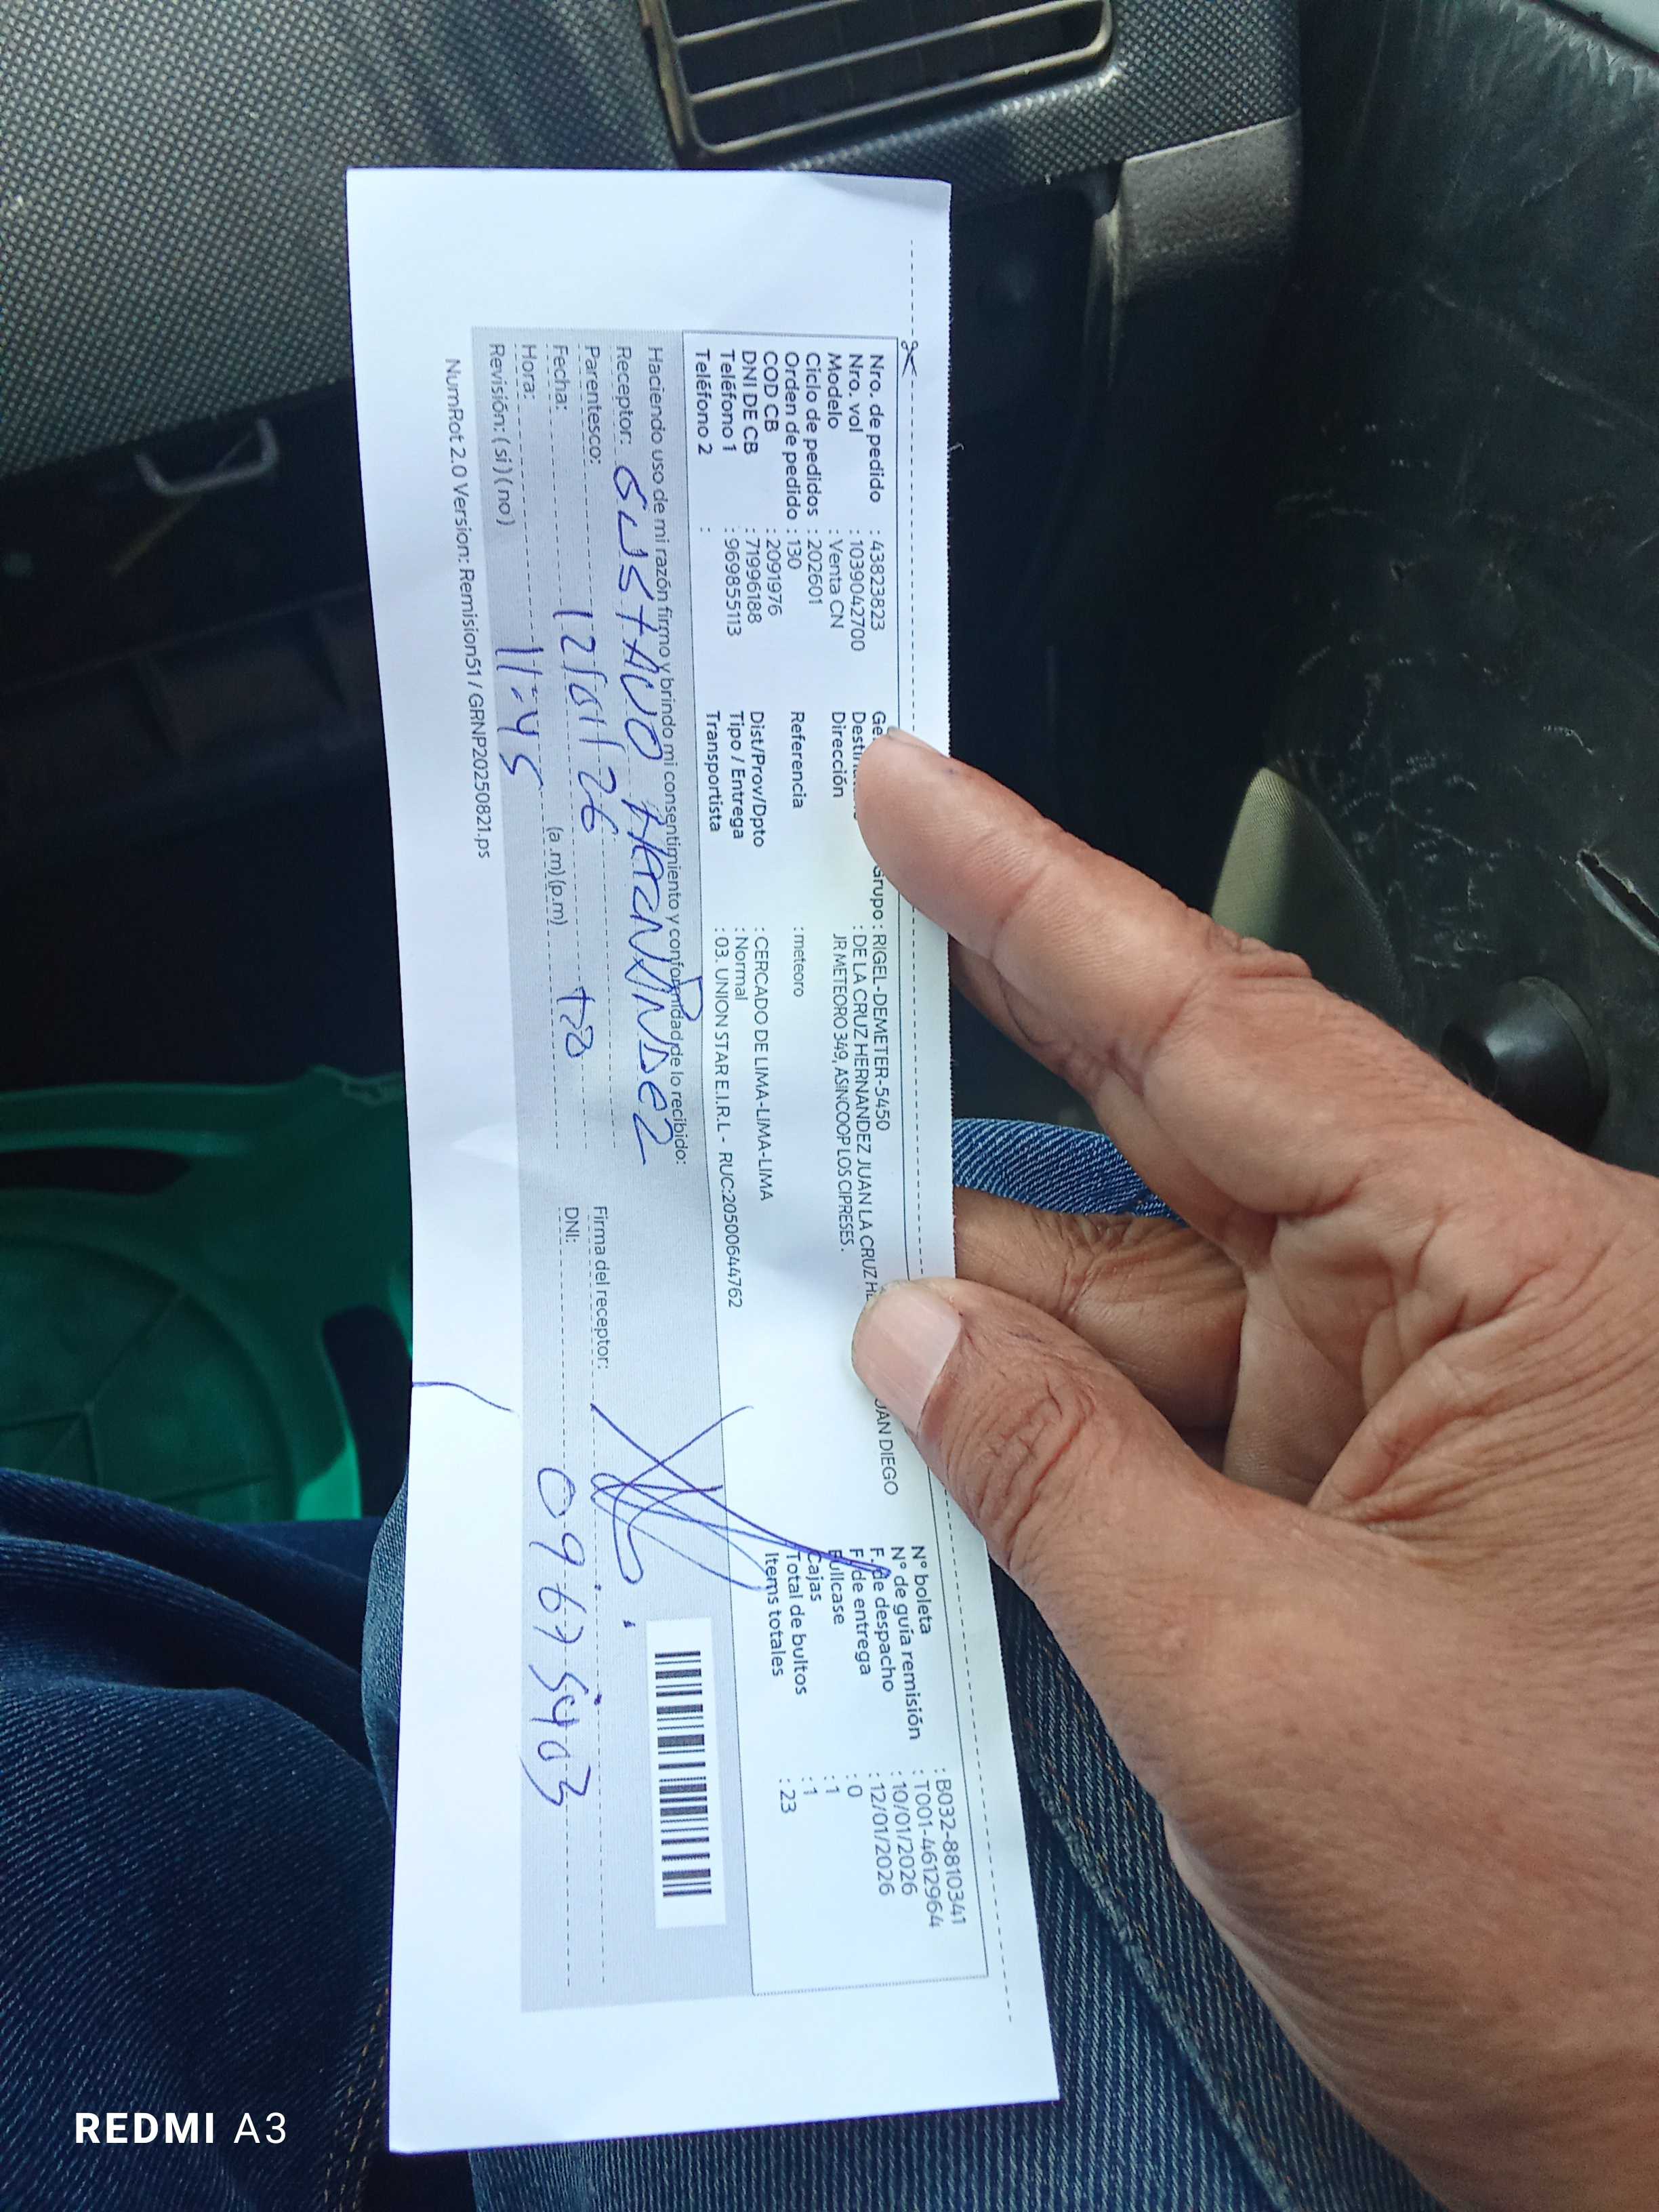 Nro. de pedido : 43823823
Nro. vol : 1039042700
Modelo : Venta CN
Ciclo de pedidos : 202601
Orden de pedido : 130
COD CB : 2091976
DNI DE CB : 71996188
Teléfono 1 : 969855113
Teléfono 2 :
Grupo : RIGEL-DEMETER-5450
: DE LA CRUZ HERNANDEZ JUAN LA CRUZ JUAN DIEGO
Dirección JR METEORO 349, ASINCOOP LOS CIPRESES.
Referencia : meteoro
Dist/Prov/Dpto : CERCADO DE LIMA-LIMA-LIMA
Tipo / Entrega : Normal
Transportista : 03. UNION STAR E.I.R.L - RUC:20500644762
N° boleta : B032-8810341
N° de guía remisión : T001-4612964
F. de despacho : 10/01/2026
F. de entrega : 12/01/2026
Fullcase : 0
Cajas : 1
Total de bultos : 1
Items totales : 23
Haciendo uso de mi razón firmo y brindo mi consentimiento y conformidad de lo recibido:
Receptor: GUSTAVO HERNANDEZ
Parentesco:
Fecha: 12/01/26
Hora: 11:45 (a.m)(p.m)
Revisión: (si) (no)
Firma del receptor:
DNI: 09675403
NumRot 2.0 Version: Remision51 / GRNP20250821.ps
REDMI A3